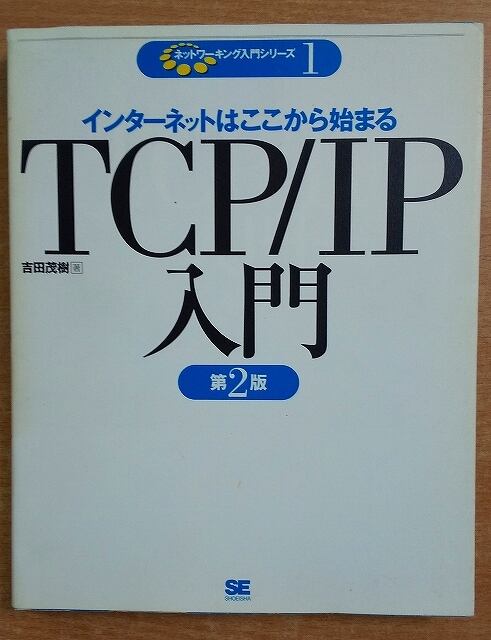 ネットワーキング入門シリーズ 1
インターネットはここから始まる
TCP/IP
吉田茂樹 著
入門
第2版
SE
SHOEISHA